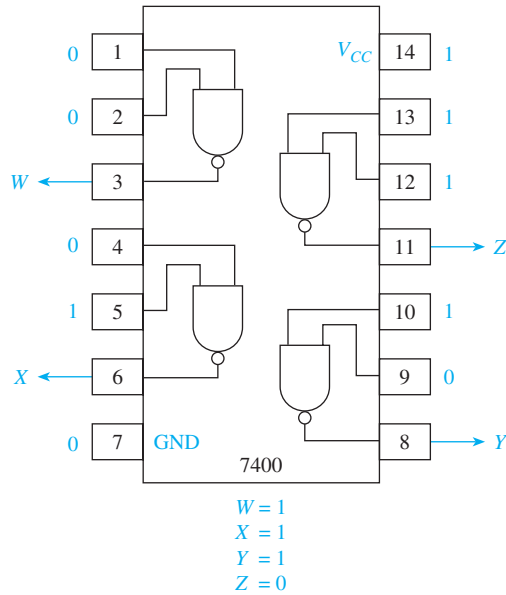 0 1 V_CC 14 1
0 2 13 1
W 3 12 1
0 4 11 Z
1 5 10 1
X 6 9 0
0 7 GND 8 Y
7400
W = 1
X = 1
Y = 1
Z = 0